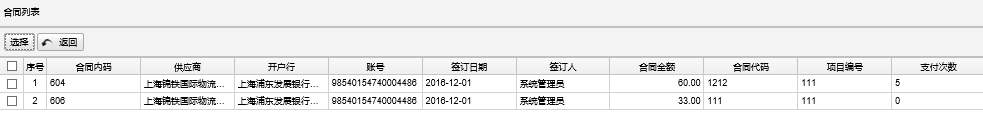 合同列表
选择 返回
序号 合同内码 供应商 开户行 账号 签订日期 签订人 合同金额 合同代码 项目编号 支付次数
1 604 上海锦铁国际物流... 上海浦东发展银行... 98540154740004486 2016-12-01 系统管理员 60.00 1212 111 5
2 606 上海锦铁国际物流... 上海浦东发展银行... 98540154740004486 2016-12-01 系统管理员 33.00 111 111 0